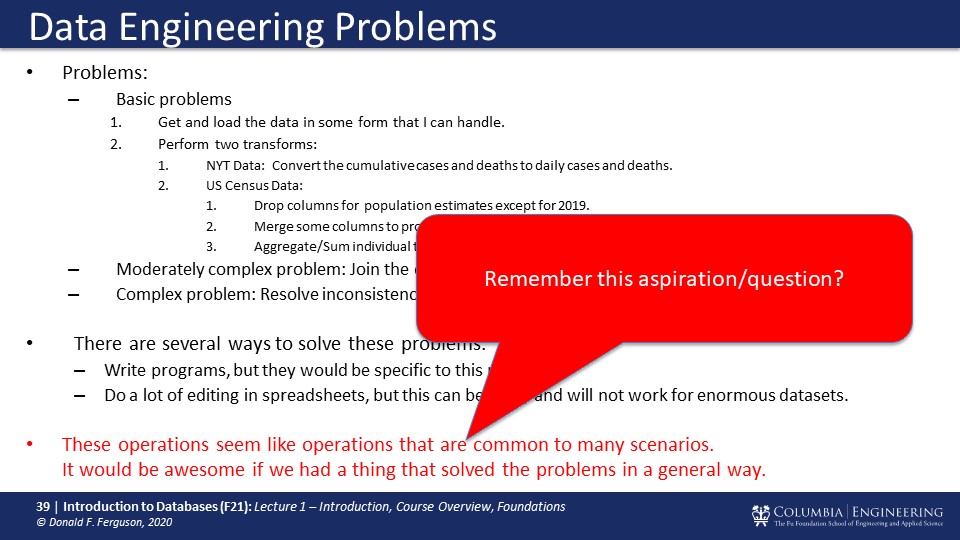 Data Engineering Problems
• Problems:
– Basic problems
1. Get and load the data in some form that I can handle.
2. Perform two transforms:
1. NYT Data: Convert the cumulative cases and deaths to daily cases and deaths.
2. US Census Data:
1. Drop columns for population estimates except for 2019.
2. Merge some columns to
3. Aggregate/Sum individual
– Moderately complex problem: Join the
– Complex problem: Resolve
Remember this aspiration/question?
• There are several ways to solve these problems.
– Write programs, but they would be specific to this
– Do a lot of editing in spreadsheets, but this can be and will not work for enormous datasets.
• These operations seem like operations that are common to many scenarios.
It would be awesome if we had a thing that solved the problems in a general way.
39 | Introduction to Databases (F21): Lecture 1 – Introduction, Course Overview, Foundations
© Donald F. Ferguson, 2020
COLUMBIA | ENGINEERING
The Fu Foundation School of Engineering and Applied Science